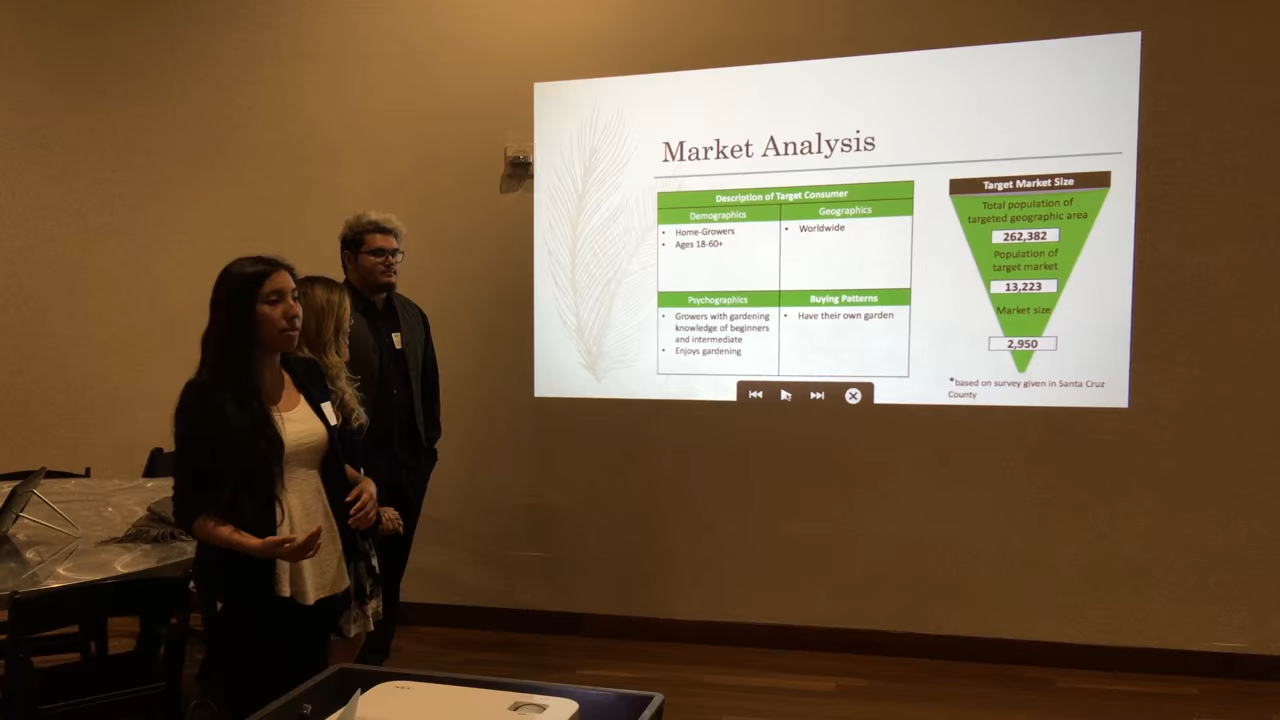 Market Analysis
Description of Target Consumer
Demographics
Geographics
• Home-Growers
• Ages 18-60+
• Worldwide
Psychographics
Buying Patterns
• Growers with gardening
knowledge of beginners
and intermediate
• Enjoys gardening
• Have their own garden
Target Market Size
Total population of
targeted geographic area
262,382
Population of
target market
13,223
Market size
2,950
*based on survey given in Santa Cruz
County
NEC